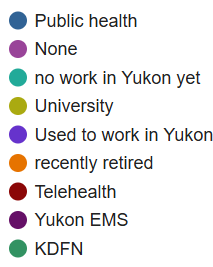 Public health
None
no work in Yukon yet
University
Used to work in Yukon
recently retired
Telehealth
Yukon EMS
KDFN